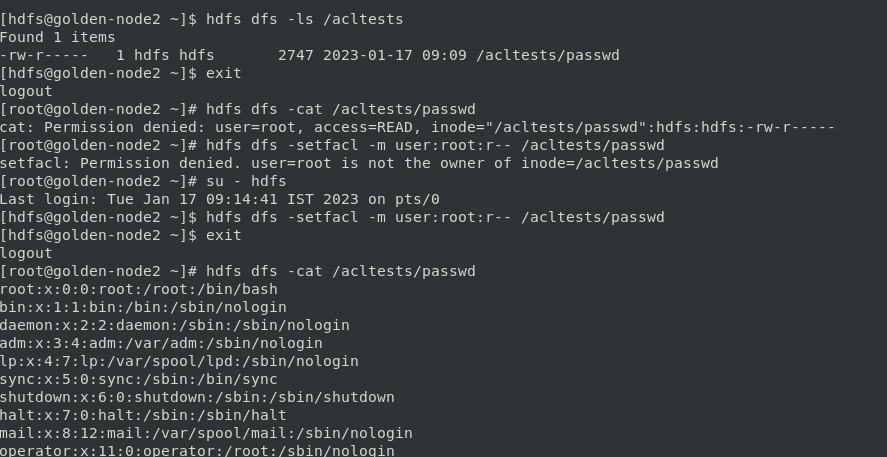 [hdfs@golden-node2 ~]$ hdfs dfs -ls /acltests
Found 1 items
-rw-r-----   1 hdfs hdfs       2747 2023-01-17 09:09 /acltests/passwd
[hdfs@golden-node2 ~]$ exit
logout
[root@golden-node2 ~]# hdfs dfs -cat /acltests/passwd
cat: Permission denied: user=root, access=READ, inode="/acltests/passwd":hdfs:hdfs:-rw-r-----
[root@golden-node2 ~]# hdfs dfs -setfacl -m user:root:r-- /acltests/passwd
setfacl: Permission denied. user=root is not the owner of inode=/acltests/passwd
[root@golden-node2 ~]# su - hdfs
Last login: Tue Jan 17 09:14:41 IST 2023 on pts/0
[hdfs@golden-node2 ~]$ hdfs dfs -setfacl -m user:root:r-- /acltests/passwd
[hdfs@golden-node2 ~]$ exit
logout
[root@golden-node2 ~]# hdfs dfs -cat /acltests/passwd
root:x:0:0:root:/root:/bin/bash
bin:x:1:1:bin:/bin:/sbin/nologin
daemon:x:2:2:daemon:/sbin:/sbin/nologin
adm:x:3:4:adm:/var/adm:/sbin/nologin
lp:x:4:7:lp:/var/spool/lpd:/sbin/nologin
sync:x:5:0:sync:/sbin:/bin/sync
shutdown:x:6:0:shutdown:/sbin:/sbin/shutdown
halt:x:7:0:halt:/sbin:/sbin/halt
mail:x:8:12:mail:/var/spool/mail:/sbin/nologin
operator:x:11:0:operator:/root:/sbin/nologin